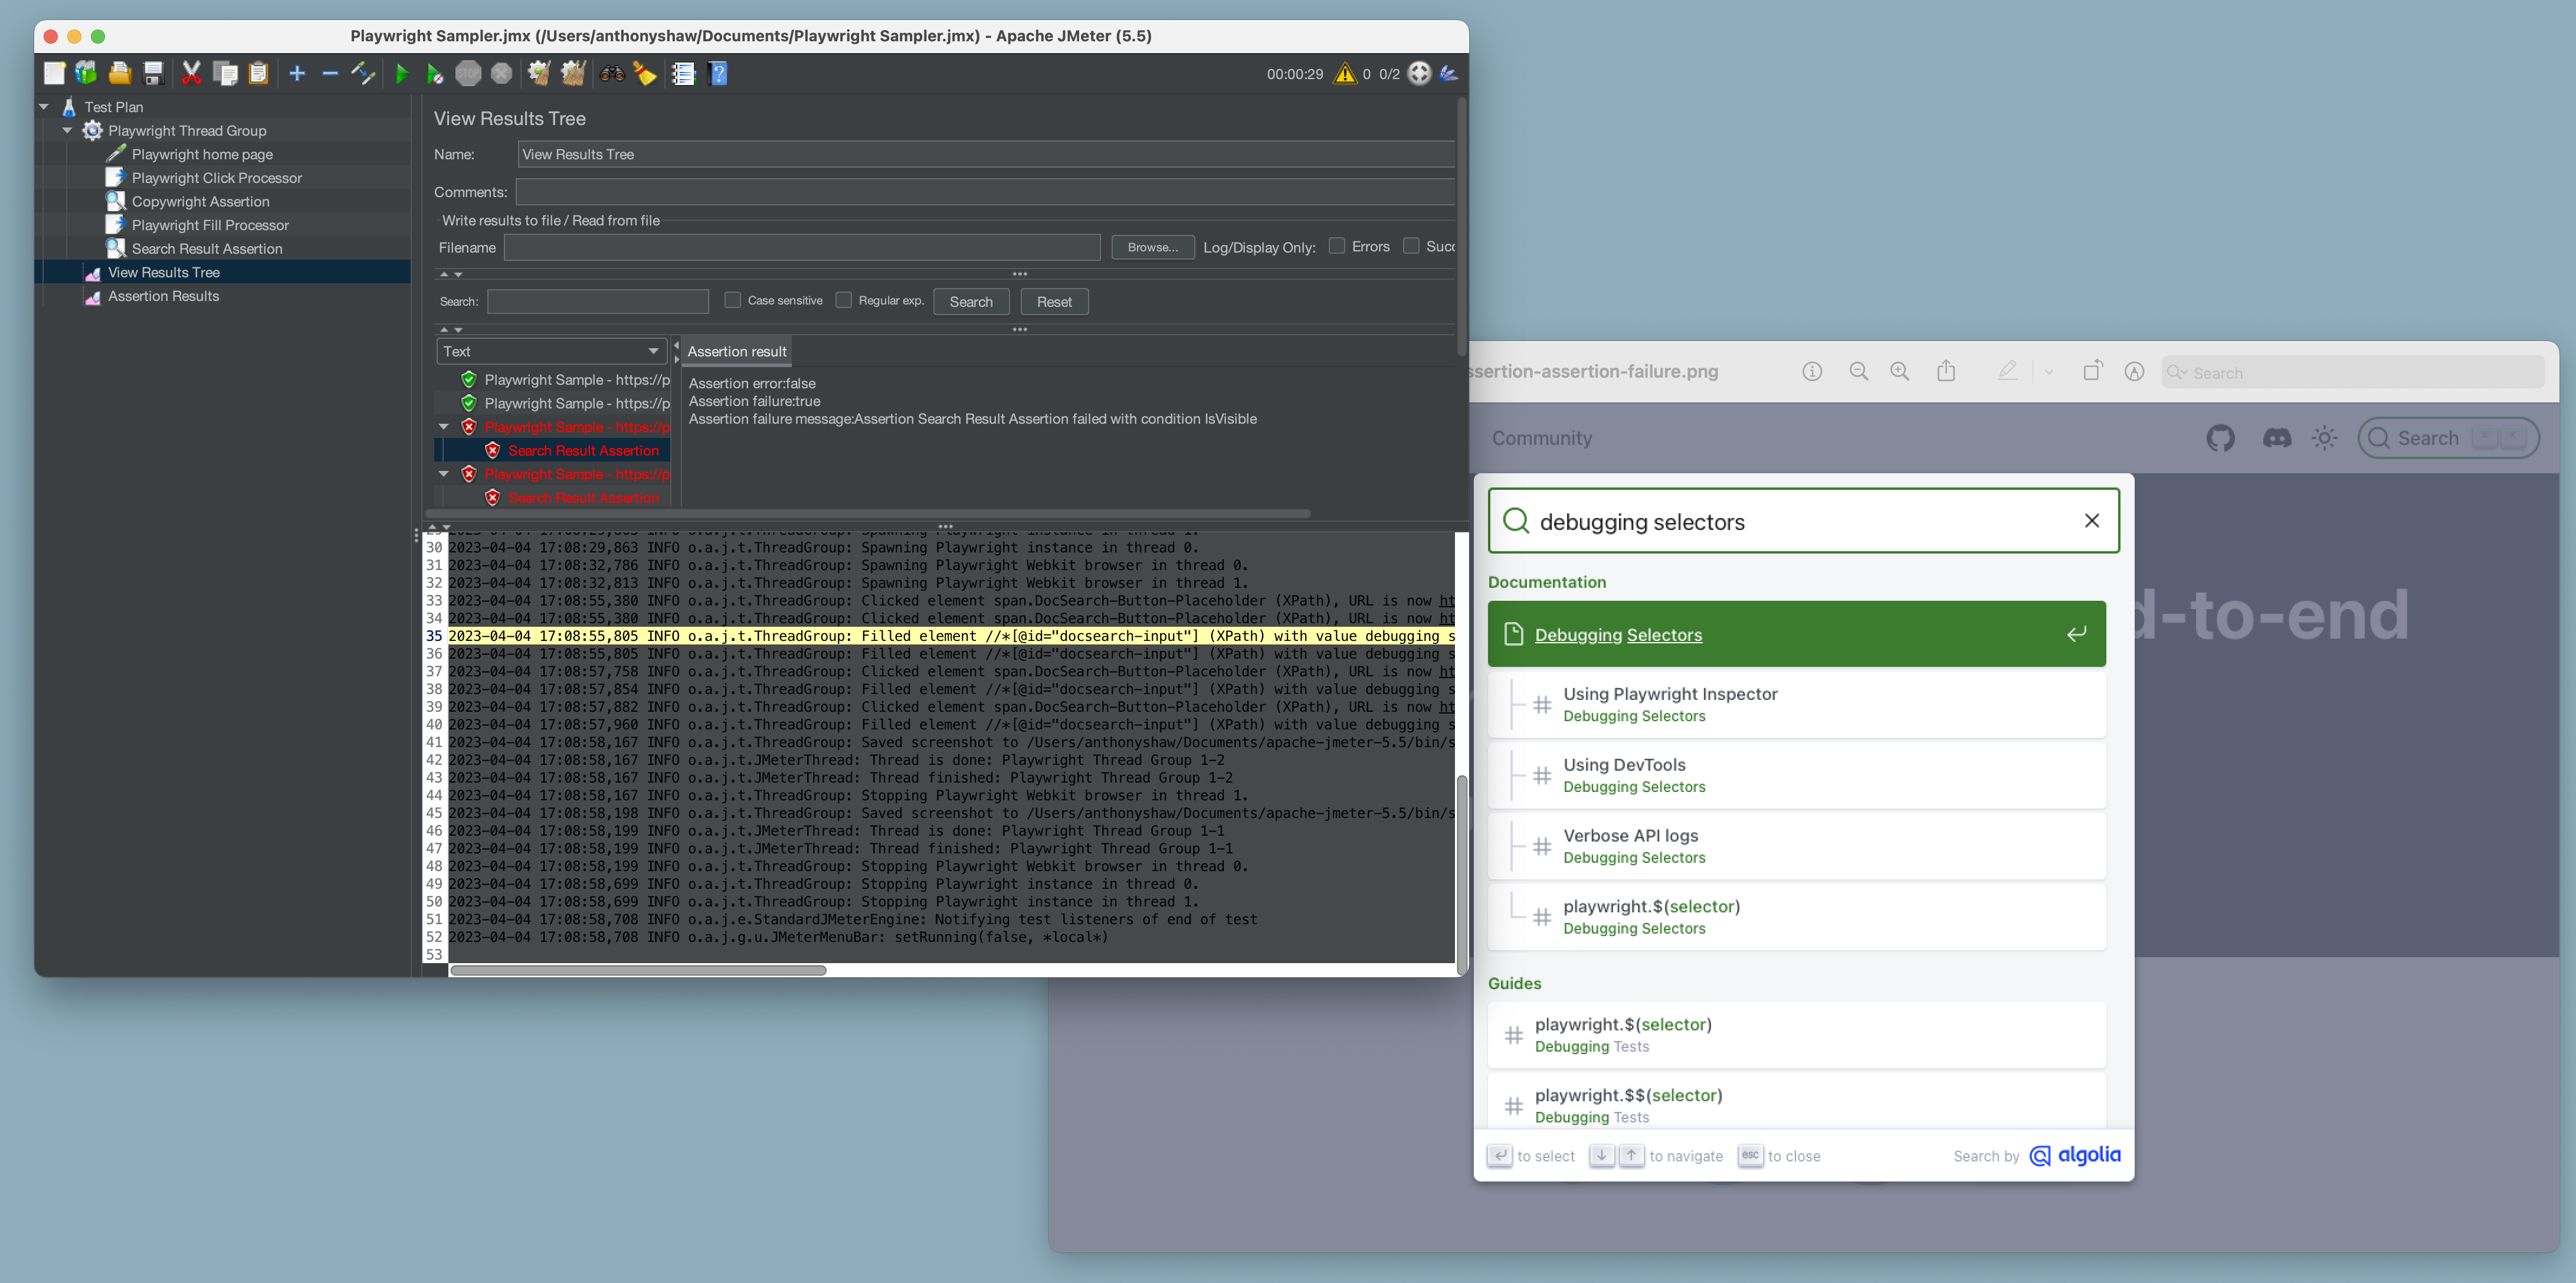 Playwright Sampler.jmx (/Users/anthonyshaw/Documents/Playwright Sampler.jmx) - Apache JMeter (5.5)
00:00:29 0 0/2
Test Plan
Playwright Thread Group
Playwright home page
Playwright Click Processor
Copywright Assertion
Playwright Fill Processor
Search Result Assertion
View Results Tree
Assertion Results
View Results Tree
Name: View Results Tree
Comments:
Write results to file / Read from file
Filename Browse... Log/Display Only: Errors Succ
Search: Case sensitive Regular exp. Search Reset
Text
Playwright Sample - https://p
Playwright Sample - https://p
Playwright Sample - https://p
Search Result Assertion
Playwright Sample - https://p
Search Result Assertion
Assertion result
Assertion error:false
Assertion failure:true
Assertion failure message:Assertion Search Result Assertion failed with condition IsVisible
30 2023-04-04 17:08:29,863 INFO o.a.j.t.ThreadGroup: Spawning Playwright instance in thread 0.
31 2023-04-04 17:08:32,786 INFO o.a.j.t.ThreadGroup: Spawning Playwright Webkit browser in thread 0.
32 2023-04-04 17:08:32,813 INFO o.a.j.t.ThreadGroup: Spawning Playwright Webkit browser in thread 1.
33 2023-04-04 17:08:55,380 INFO o.a.j.t.ThreadGroup: Clicked element span.DocSearch-Button-Placeholder (XPath), URL is now ht
34 2023-04-04 17:08:55,380 INFO o.a.j.t.ThreadGroup: Clicked element span.DocSearch-Button-Placeholder (XPath), URL is now ht
35 2023-04-04 17:08:55,805 INFO o.a.j.t.ThreadGroup: Filled element //*[@id="docsearch-input"] (XPath) with value debugging s
36 2023-04-04 17:08:55,805 INFO o.a.j.t.ThreadGroup: Filled element //*[@id="docsearch-input"] (XPath) with value debugging s
37 2023-04-04 17:08:57,758 INFO o.a.j.t.ThreadGroup: Clicked element span.DocSearch-Button-Placeholder (XPath), URL is now ht
38 2023-04-04 17:08:57,854 INFO o.a.j.t.ThreadGroup: Filled element //*[@id="docsearch-input"] (XPath) with value debugging s
39 2023-04-04 17:08:57,882 INFO o.a.j.t.ThreadGroup: Clicked element span.DocSearch-Button-Placeholder (XPath), URL is now ht
40 2023-04-04 17:08:57,960 INFO o.a.j.t.ThreadGroup: Filled element //*[@id="docsearch-input"] (XPath) with value debugging s
41 2023-04-04 17:08:58,167 INFO o.a.j.t.ThreadGroup: Saved screenshot to /Users/anthonyshaw/Documents/apache-jmeter-5.5/bin/s
42 2023-04-04 17:08:58,167 INFO o.a.j.t.JMeterThread: Thread is done: Playwright Thread Group 1-2
43 2023-04-04 17:08:58,167 INFO o.a.j.t.JMeterThread: Thread finished: Playwright Thread Group 1-2
44 2023-04-04 17:08:58,167 INFO o.a.j.t.ThreadGroup: Stopping Playwright Webkit browser in thread 1.
45 2023-04-04 17:08:58,198 INFO o.a.j.t.ThreadGroup: Saved screenshot to /Users/anthonyshaw/Documents/apache-jmeter-5.5/bin/s
46 2023-04-04 17:08:58,199 INFO o.a.j.t.JMeterThread: Thread is done: Playwright Thread Group 1-1
47 2023-04-04 17:08:58,199 INFO o.a.j.t.JMeterThread: Thread finished: Playwright Thread Group 1-1
48 2023-04-04 17:08:58,199 INFO o.a.j.t.ThreadGroup: Stopping Playwright Webkit browser in thread 0.
49 2023-04-04 17:08:58,699 INFO o.a.j.t.ThreadGroup: Stopping Playwright instance in thread 0.
50 2023-04-04 17:08:58,699 INFO o.a.j.t.ThreadGroup: Stopping Playwright instance in thread 1.
51 2023-04-04 17:08:58,708 INFO o.a.j.e.StandardJMeterEngine: Notifying test listeners of end of test
52 2023-04-04 17:08:58,708 INFO o.a.j.g.u.JMeterMenuBar: setRunning(false, *local*)
53
ssertion-assertion-failure.png
Search
Community
Search
d-to-end
debugging selectors
Documentation
Debugging Selectors
Using Playwright Inspector
Debugging Selectors
Using DevTools
Debugging Selectors
Verbose API logs
Debugging Selectors
playwright.$(selector)
Debugging Selectors
Guides
playwright.$(selector)
Debugging Tests
playwright.$$(selector)
Debugging Tests
to select to navigate esc to close Search by algolia